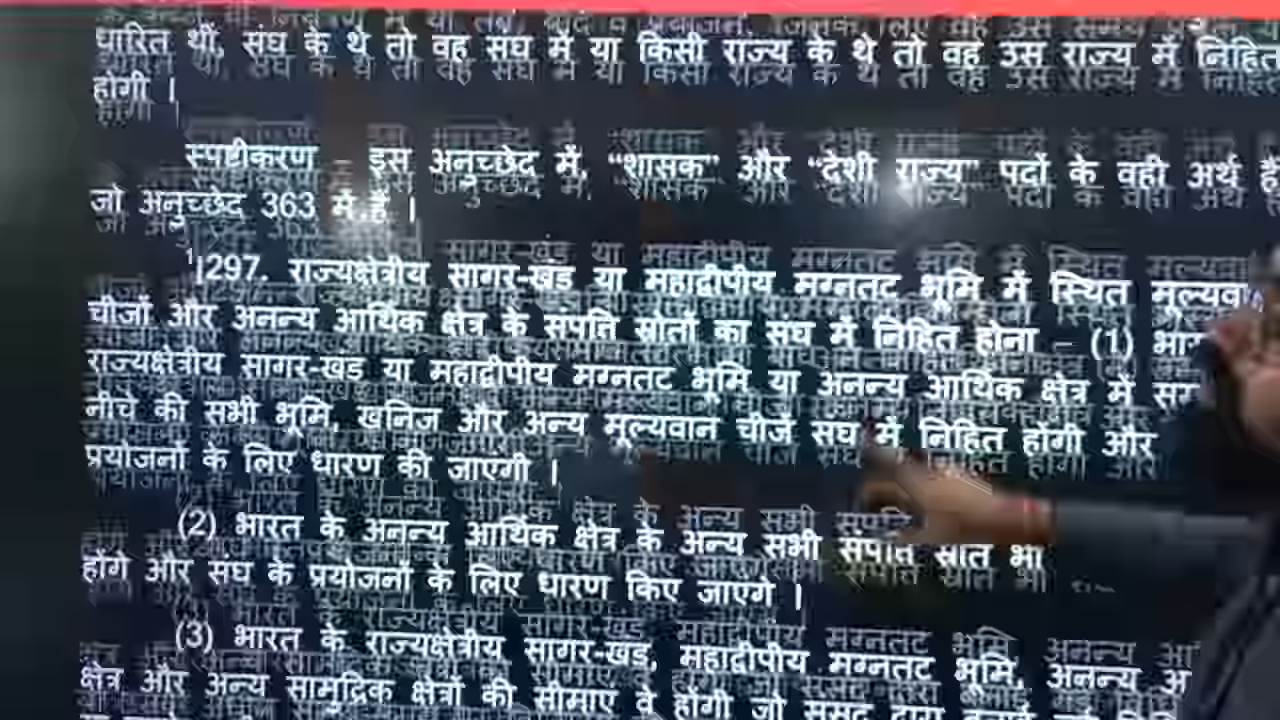 धारित थीं, संघ के थे तो वह संघ में या किसी राज्य के थे तो वह उस राज्य में निहित
होगी ।
स्पष्टीकरण – इस अनुच्छेद में, “शासक” और “देशी राज्य” पदों के वही अर्थ हैं
जो अनुच्छेद 363 में हैं ।
¹[297. राज्यक्षेत्रीय सागर-खंड या महाद्वीपीय मग्नतट भूमि में स्थित
चीजों और अनन्य आर्थिक क्षेत्र के संपत्ति स्रोतों का संघ में निहित होना – (1)
राज्यक्षेत्रीय सागर-खंड या महाद्वीपीय मग्नतट भूमि या अनन्य आर्थिक क्षेत्र में
नीचे की सभी भूमि, खनिज और अन्य मूल्यवान चीजें संघ में निहित होंगी और
प्रयोजनों के लिए धारण की जाएगी ।
(2) भारत के अनन्य आर्थिक क्षेत्र के अन्य सभी संपत्ति स्रोत भी
होंगे और संघ के प्रयोजनों के लिए धारण किए जाएंगे ।
(3) भारत के राज्यक्षेत्रीय सागर-खंड, महाद्वीपीय मग्नतट भूमि, अनन्य
क्षेत्र और अन्य सामुद्रिक क्षेत्रों की सीमाएं वे होंगी जो संसद द्वारा